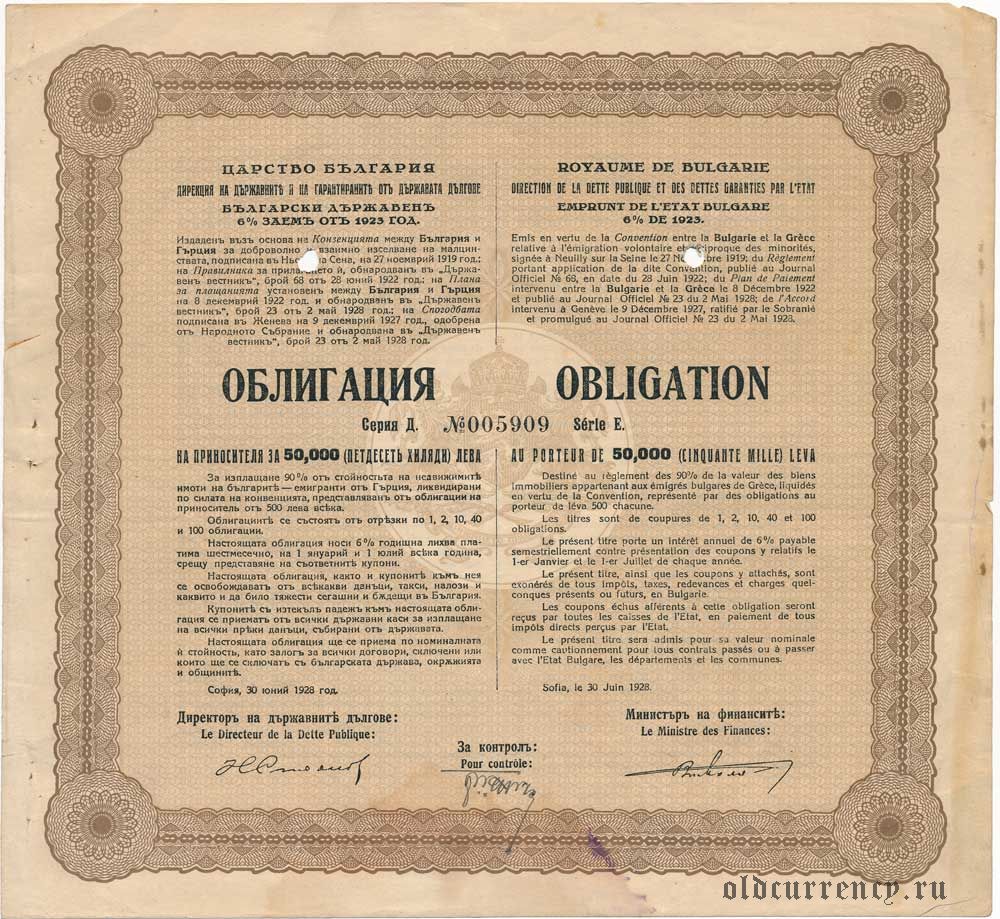 ЦАРСТВО БЪЛГАРИЯ
ДИРЕКЦИЯ НА ДЪРЖАВНИТѢ И НА ГАРАНТИРАНИТѢ ОТЪ ДЪРЖАВАТА ДЪЛГОВЕ
БЪЛГАРСКИ ДЪРЖАВЕНЪ
6% ЗАЕМЪ ОТЪ 1923 ГОД.
Издаденъ възъ основа на Конвенцията между България и
Гърция за доброволно и взаимно изселване на малцин-
ствата, подписана въ на Сена, на 27 ноемврий 1919 год.:
на Правилника за прилагането ѝ, обнародванъ въ „Държа-
венъ вестникъ", брой 68 отъ 28 юний 1922 год.: на Плана
за плащанията установенъ между България и Гърция
на 8 декемврий 1922 год. и обнародвенъ въ „Държавенъ
вестникъ", брой 23 отъ 2 май 1928 год.: на Спогодбата
подписана въ Женева на 9 декемврий 1927 год., одобрена
отъ Народното Събрание и обнародвана въ „Държавенъ
вестникъ", брой 23 отъ 2 май 1928 год.
ROYAUME DE BULGARIE
DIRECTION DE LA DETTE PUBLIQUE ET DES DETTES GARANTIES PAR L'ETAT
EMPRUNT DE L'ETAT BULGARE
6% DE 1923.
Emis en vertu de la Convention entre la Bulgarie et la Grèce
relative à l'émigration volontaire et réciproque des minorités,
signée à Neuilly sur la Seine le 27 Novembre 1919; du Règlement
portant application de la dite Convention, publié au Journal
Officiel № 68, en date du 28 Juin 1922; du Plan de Paiement
intervenu entre la Bulgarie et la Grèce le 8 Décembre 1922
et publié au Journal Officiel № 23 du 2 Mai 1928; de l'Accord
intervenu à Genève le 9 Décembre 1927, ratifié par le Sobranié
et promulgué au Journal Officiel № 23 du 2 Mai 1928.
ОБЛИГАЦИЯ OBLIGATION
Серия Д. №005909 Série E.
НА ПРИНОСИТЕЛЯ ЗА 50,000 (ПЕТДЕСЕТЬ ХИЛЯДИ) ЛЕВА
За изплащане 90% отъ стойностьта на недвижимитѣ
имоти на българитѣ — емигранти отъ Гърция, ликвидирани
по силата на конвенцията, представляванъ отъ облигации на
приносителъ отъ 500 лева всѣка.
Облигациитѣ се състоятъ отъ отрѣзки по 1, 2, 10, 40
и 100 облигации.
Настоящата облигация носи 6% годишна лихва пла-
тима шестмесечно, на 1 януарий и 1 юлий всѣка година,
срещу представяне на съответнитѣ купони.
Настоящата облигация, както и купонитѣ къмъ нея
се освобождаватъ отъ всѣкакви данъци, такси, налози и
каквито и да било тяжести сегашни и бѫдещи въ България.
Купонитѣ съ изтекълъ падежъ къмъ настоящата обли-
гация се приематъ отъ всички държавни каси за изплащане
на всички прѣки данъци, събирани отъ държавата.
Настоящата облигация ще се приема по номиналната
ѝ стойность, като залогъ за всички договори, сключени или
които ще се сключатъ съ българската държава, окрѫжията
и общинитѣ.
София, 30 юний 1928 год.
AU PORTEUR DE 50,000 (CINQUANTE MILLE) LEVA
Destiné au règlement des 90% de la valeur des biens
immobiliers appartenant aux émigrés bulgares de Grèce, liquidés
en vertu de la Convention, représenté par des obligations au
porteur de léva 500 chacune.
Les titres sont de coupures de 1, 2, 10, 40 et 100
obligations.
Le présent titre porte un intérêt annuel de 6% payable
semestriellement contre présentation des coupons y relatifs le
1-er Janvier et le 1-er Juillet de chaque année.
Le présent titre, ainsi que les coupons y attachés, sont
exonérés de tous impôts, taxes, redevances et charges quel-
conques présents ou futurs, en Bulgarie.
Les coupons échus afférents à cette obligation seront
reçus par toutes les caisses de l'Etat, en paiement de tous
impôts directs perçus par l'Etat.
Le présent titre sera admis pour sa valeur nominale
comme cautionnement pour tous contrats passés ou à passer
avec l'Etat Bulgare, les départements et les communes.
Sofia, le 30 Juin 1928.
Директоръ на държавнитѣ дългове:
Le Directeur de la Dette Publique:
За контролъ:
Pour contrôle:
Министъръ на финанситѣ:
Le Ministre des Finances:
oldcurrency.ru